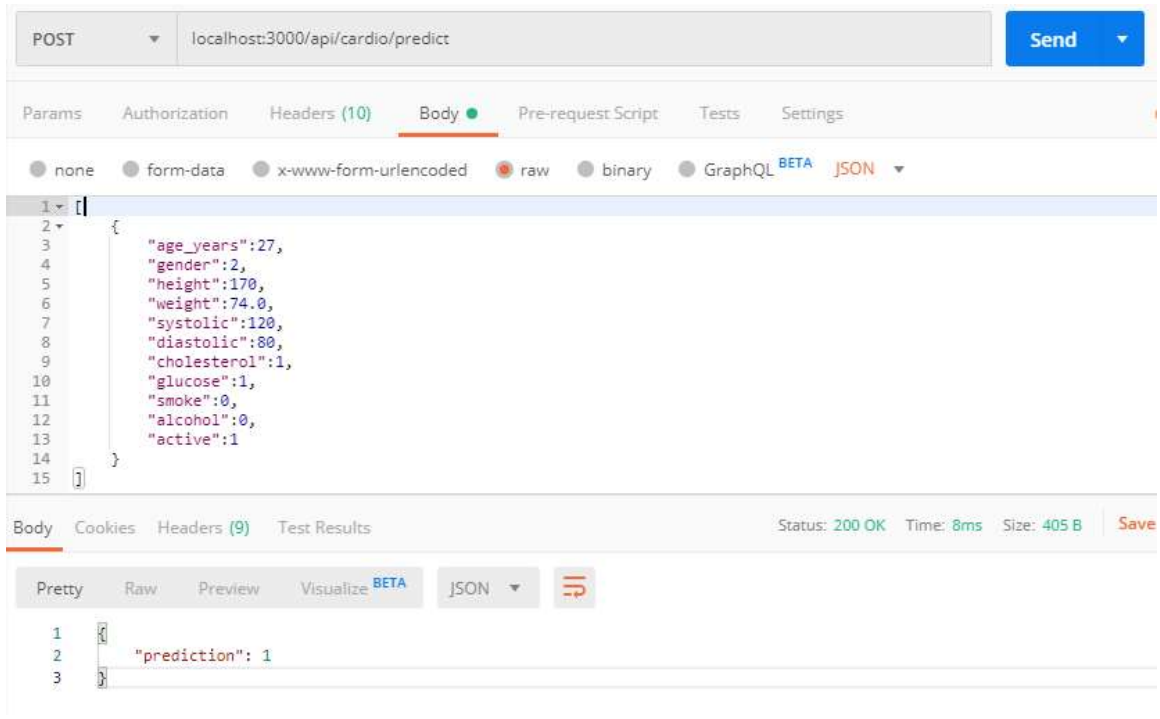 POST localhost:3000/api/cardio/predict Send
Params Authorization Headers (10) Body Pre-request Script Tests Settings
none form-data x-www-form-urlencoded raw binary GraphQL BETA JSON
1 [
2 {
3 "age_years":27,
4 "gender":2,
5 "height":170,
6 "weight":74.0,
7 "systolic":120,
8 "diastolic":80,
9 "cholesterol":1,
10 "glucose":1,
11 "smoke":0,
12 "alcohol":0,
13 "active":1
14 }
15 ]
Body Cookies Headers (9) Test Results Status: 200 OK Time: 8ms Size: 405 B Save
Pretty Raw Preview Visualize BETA JSON
1 {
2 "prediction": 1
3 }